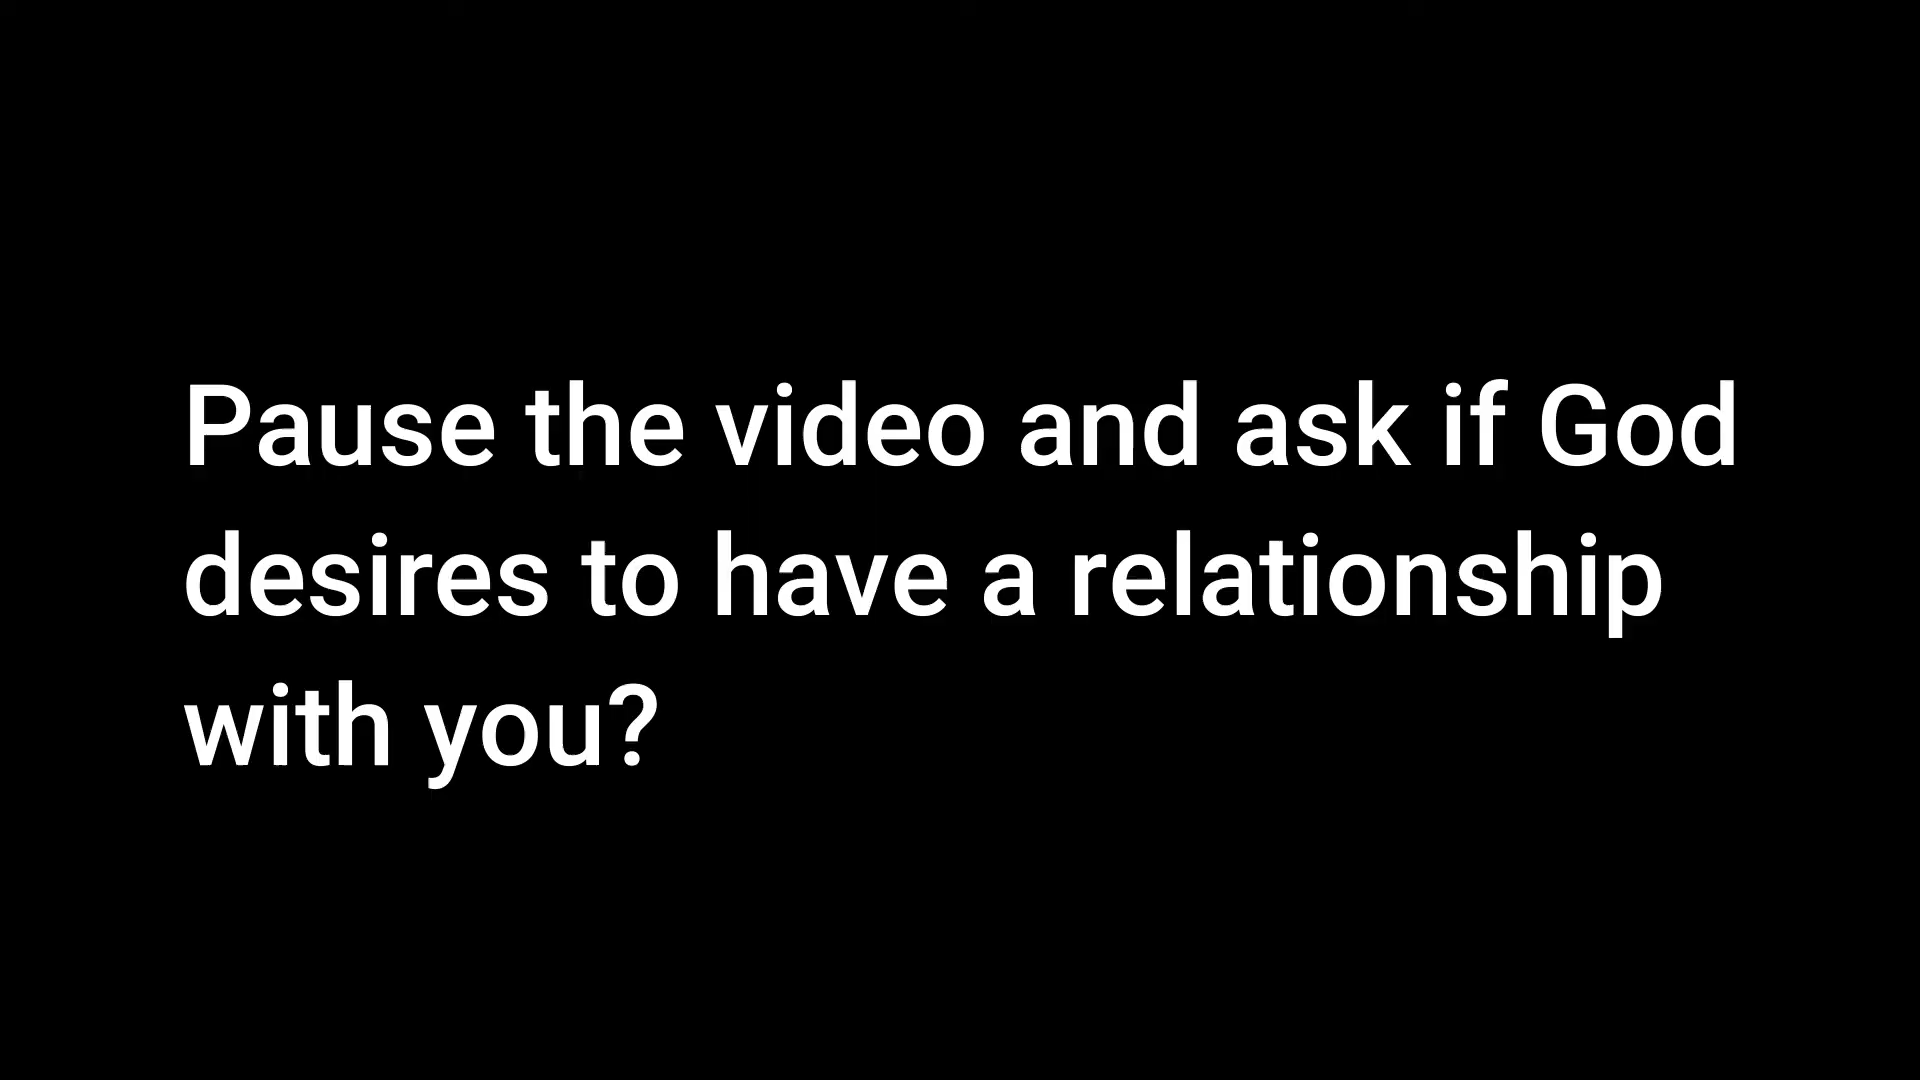 Pause the video and ask if God
desires to have a relationship
with you?